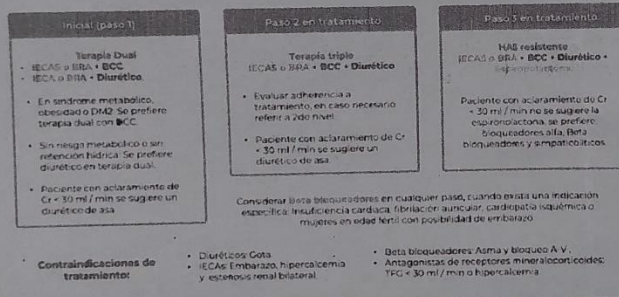 Inicial (paso 1)
Terapia Dual
• IECAS o BRA + BCC.
• IECA o BRA + Diurético.
• En síndrome metabólico,
obesidad o DM2: Se prefiere
terapia dual con BCC.
• Sin riesgo metabólico o sin
retención hídrica: Se prefiere
diurético en terapia dual.
• Paciente con aclaramiento de
Cr < 30 ml / min se sugiere un
diurético de asa
Paso 2 en tratamiento
Terapia triple
IECAS o BRA + BCC + Diurético
• Evaluar adherencia a
tratamiento, en caso necesario
referir a 2do nivel.
• Paciente con aclaramiento de Cr
< 30 ml / min se sugiere un
diurético de asa.
Paso 3 en tratamiento
HAS resistente
IECAS o BRA + BCC + Diurético +
Espironolactona
Paciente con aclaramiento de Cr
< 30 ml / min no se sugiere la
espironolactona, se prefiere
bloqueadores alfa, Beta
bloqueadores y simpaticolíticos.
Considerar Beta bloqueadores en cualquier paso, cuando exista una indicación
específica: Insuficiencia cardiaca, fibrilación auricular, cardiopatía isquémica o
mujeres en edad fértil con posibilidad de embarazo
Contraindicaciones de
tratamiento:
• Diuréticos: Gota
• IECAs: Embarazo, hipercalcemia
y estenosis renal bilateral.
• Beta bloqueadores: Asma y bloqueo A-V.
• Antagonistas de receptores mineralocorticoides:
TFG < 30 ml / min o hipercalcemia